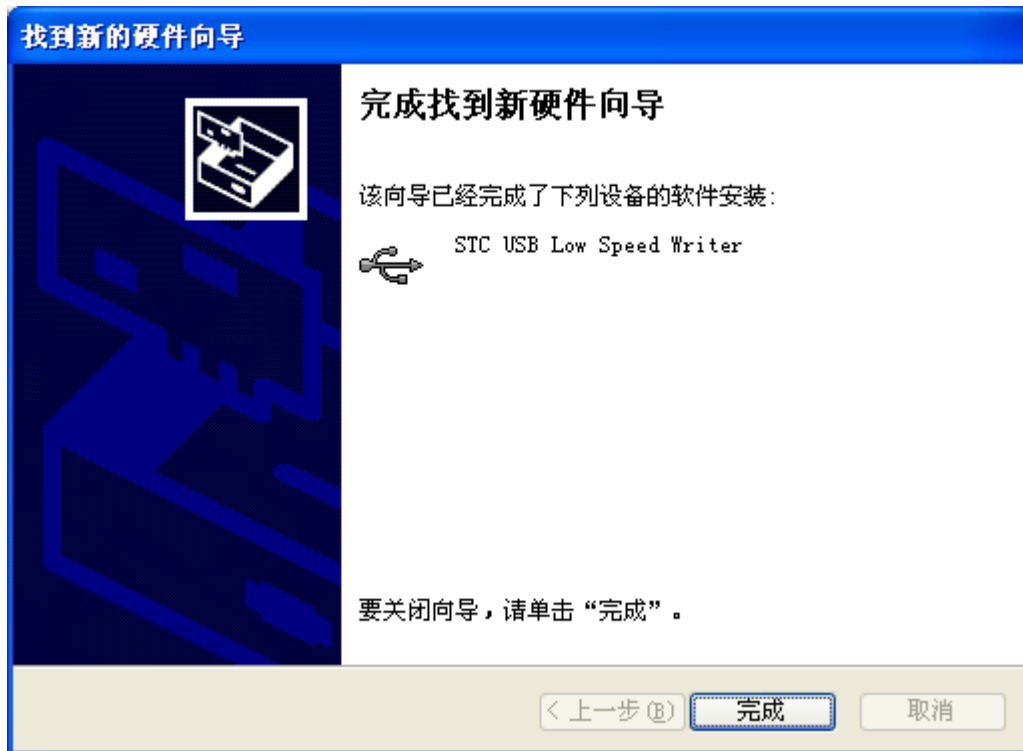 找到新的硬件向导
完成找到新硬件向导
该向导已经完成了下列设备的软件安装:
STC USB Low Speed Writer
要关闭向导,请单击“完成”。
< 上一步(B)
完成
取消